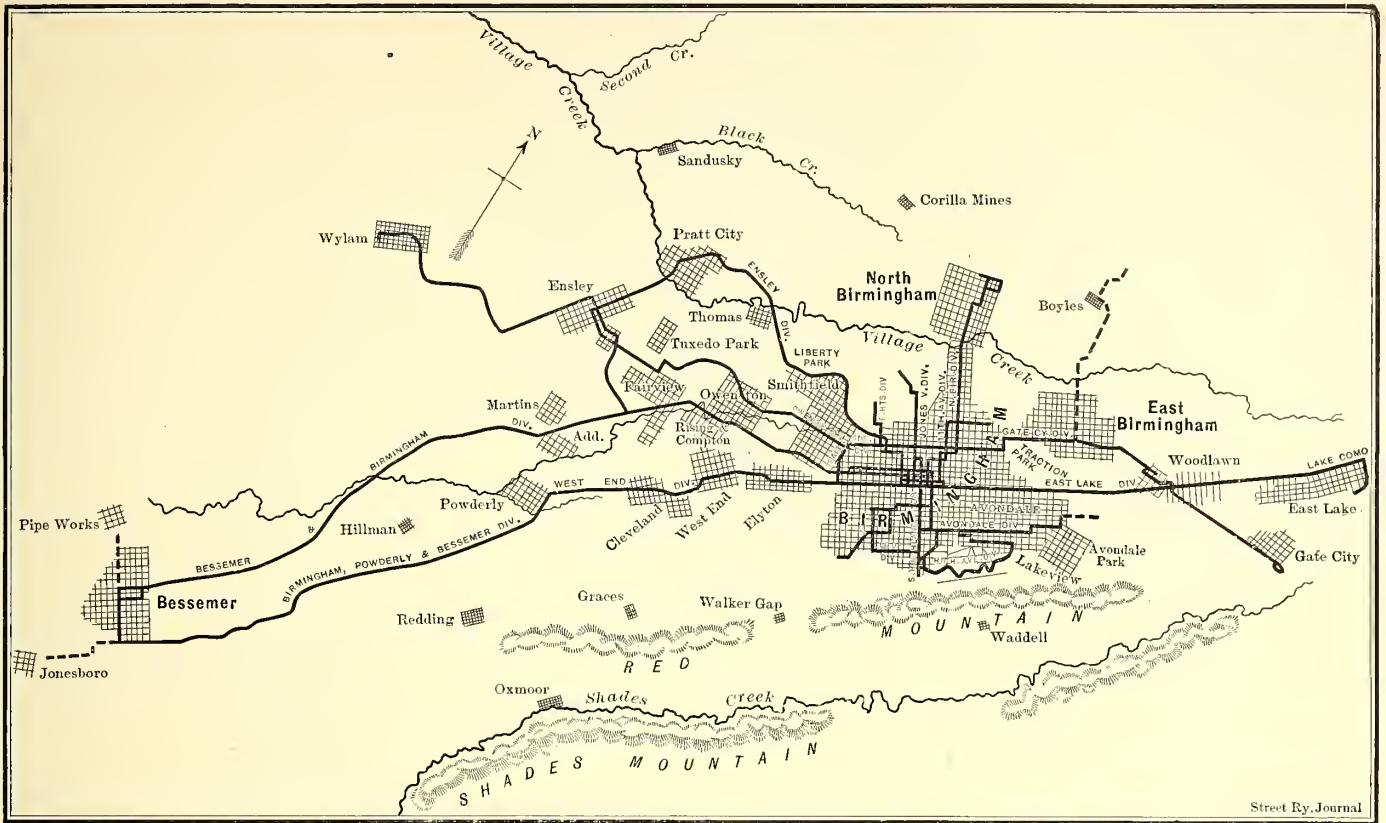 Village
Creek
Second Cr.
N
Black
Cr.
Sandusky
Corilla Mines
Wylam
Pratt City
ENSLEY
DIV.
North
Birmingham
Boyles
Ensley
Thomas
Tuxedo Park
LIBERTY
PARK
Village
Creek
Fairview
Owenton
Smithfield
JONES V. DIV.
Martins
Add.
Rising &
Compton
GATE-CY-DIV.
East
Birmingham
TRACTION
PARK
Woodlawn
LAKE COMO
EAST LAKE DIV.
East Lake
BESSEMER & BIRMINGHAM DIV.
WEST END DIV.
Powderly
Cleveland
West End
Elyton
BIRMINGHAM
AVONDALE
AVONDALE DIV.
Avondale
Park
Lakeview
Gate City
Pipe Works
Hillman
BIRMINGHAM, POWDERLY & BESSEMER DIV.
Bessemer
Redding
Graces
Walker Gap
Waddell
RED MOUNTAIN
Jonesboro
Oxmoor
Shades Creek
SHADES MOUNTAIN
Street Ry. Journal